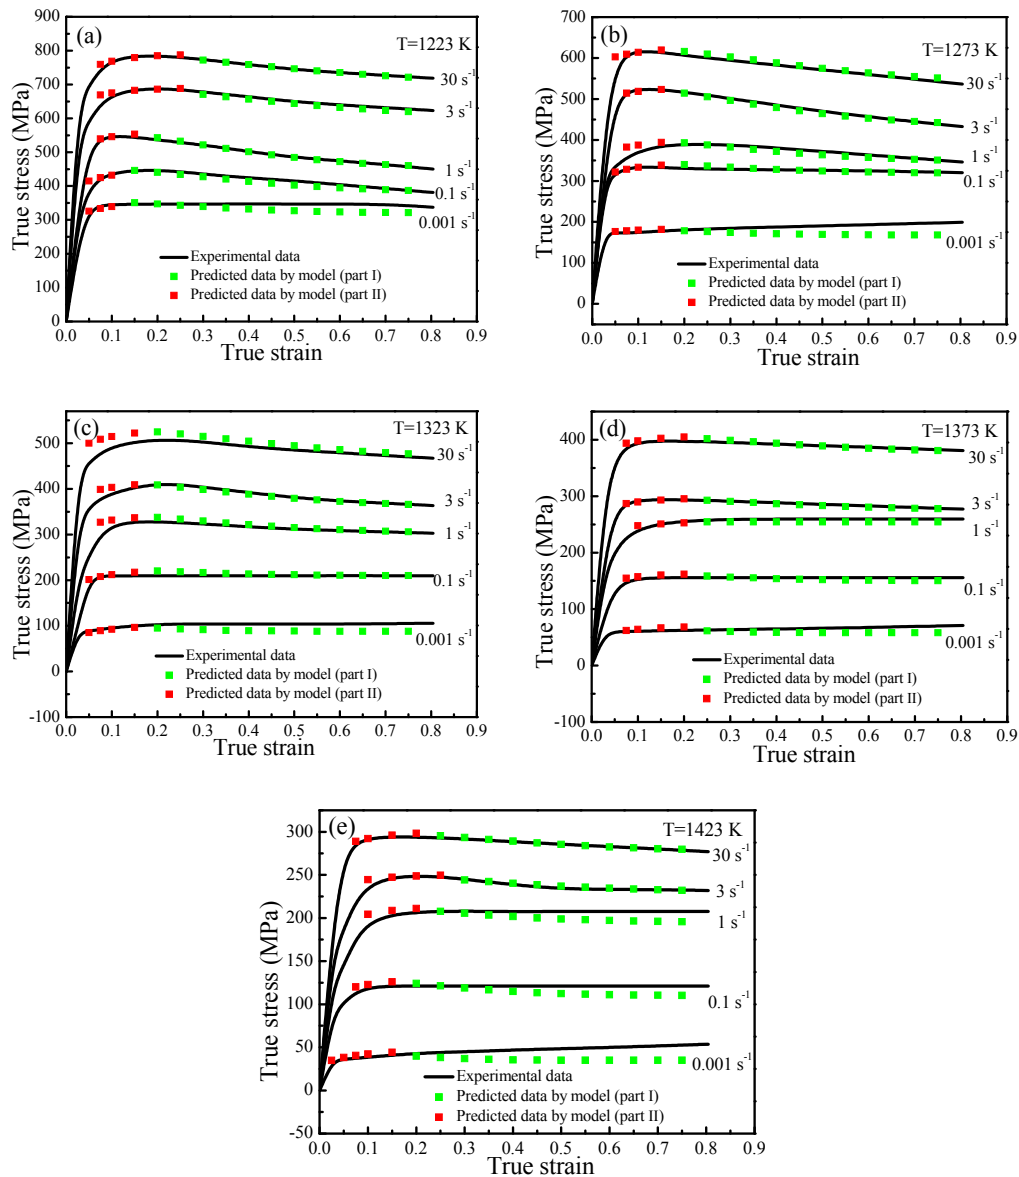 (a)
T=1223 K
True stress (MPa)
900
800
700
600
500
400
300
200
100
0
30 s⁻¹
3 s⁻¹
1 s⁻¹
0.1 s⁻¹
0.001 s⁻¹
Experimental data
Predicted data by model (part I)
Predicted data by model (part II)
0.0 0.1 0.2 0.3 0.4 0.5 0.6 0.7 0.8 0.9
True strain
(b)
T=1273 K
True stress (MPa)
700
600
500
400
300
200
100
0
30 s⁻¹
3 s⁻¹
1 s⁻¹
0.1 s⁻¹
0.001 s⁻¹
Experimental data
Predicted data by model (part I)
Predicted data by model (part II)
0.0 0.1 0.2 0.3 0.4 0.5 0.6 0.7 0.8 0.9
True strain
(c)
T=1323 K
True stress (MPa)
500
400
300
200
100
0
-100
30 s⁻¹
3 s⁻¹
1 s⁻¹
0.1 s⁻¹
0.001 s⁻¹
Experimental data
Predicted data by model (part I)
Predicted data by model (part II)
0.0 0.1 0.2 0.3 0.4 0.5 0.6 0.7 0.8 0.9
True strain
(d)
T=1373 K
True stress (MPa)
400
300
200
100
0
-100
30 s⁻¹
3 s⁻¹
1 s⁻¹
0.1 s⁻¹
0.001 s⁻¹
Experimental data
Predicted data by model (part I)
Predicted data by model (part II)
0.0 0.1 0.2 0.3 0.4 0.5 0.6 0.7 0.8 0.9
True strain
(e)
T=1423 K
True stress (MPa)
300
250
200
150
100
50
0
-50
30 s⁻¹
3 s⁻¹
1 s⁻¹
0.1 s⁻¹
0.001 s⁻¹
Experimental data
Predicted data by model (part I)
Predicted data by model (part II)
0.0 0.1 0.2 0.3 0.4 0.5 0.6 0.7 0.8 0.9
True strain